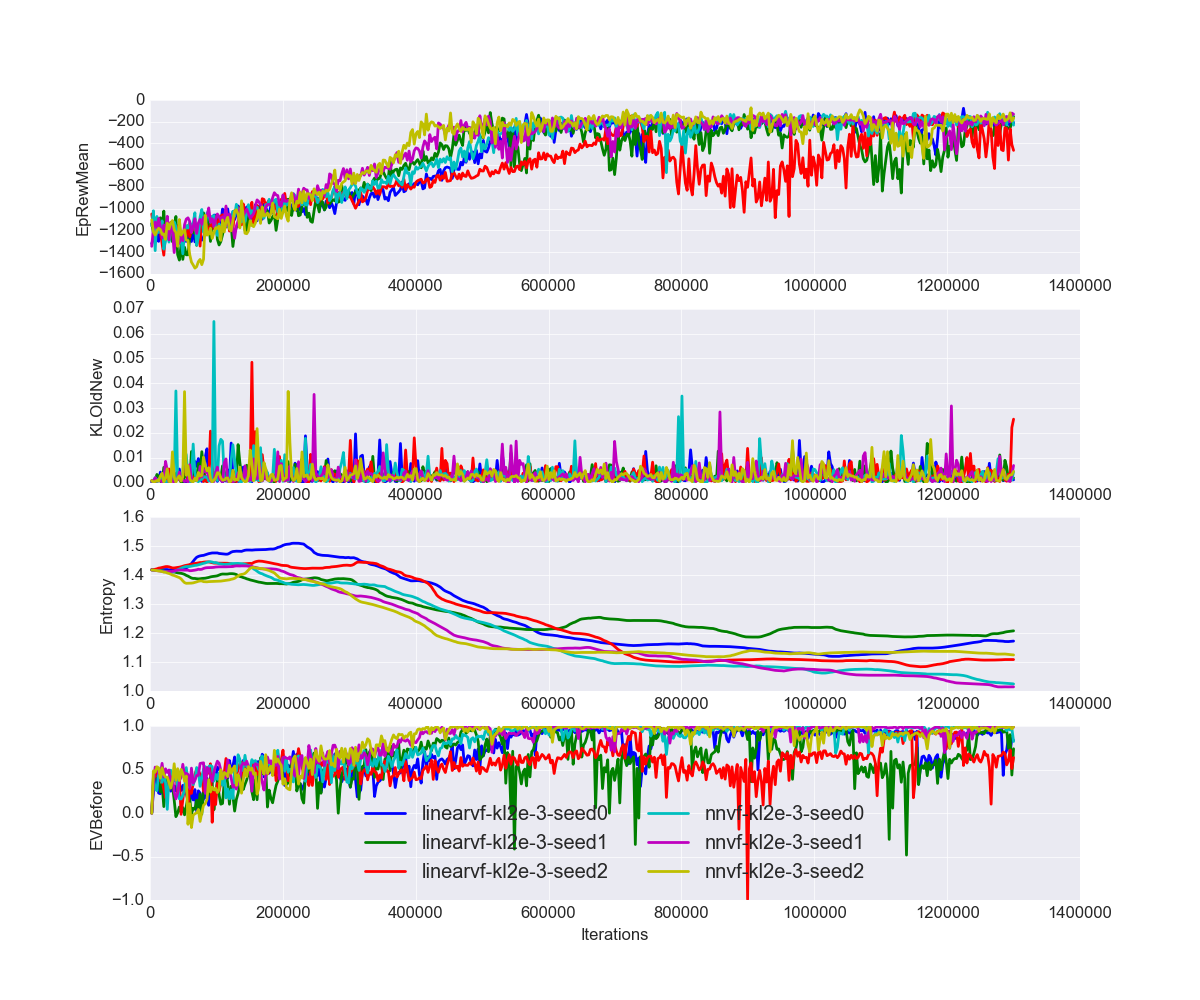 0
−200
−400
−600
−800
−1000
−1200
−1400
−1600
EpRewMean
0 200000 400000 600000 800000 1000000 1200000 1400000
0.07
0.06
0.05
0.04
0.03
0.02
0.01
0.00
KLOldNew
0 200000 400000 600000 800000 1000000 1200000 1400000
1.6
1.5
1.4
1.3
1.2
1.1
1.0
Entropy
0 200000 400000 600000 800000 1000000 1200000 1400000
1.0
0.5
0.0
−0.5
−1.0
EVBefore
linearvf-kl2e-3-seed0 nnvf-kl2e-3-seed0
linearvf-kl2e-3-seed1 nnvf-kl2e-3-seed1
linearvf-kl2e-3-seed2 nnvf-kl2e-3-seed2
0 200000 400000 600000 800000 1000000 1200000 1400000
Iterations